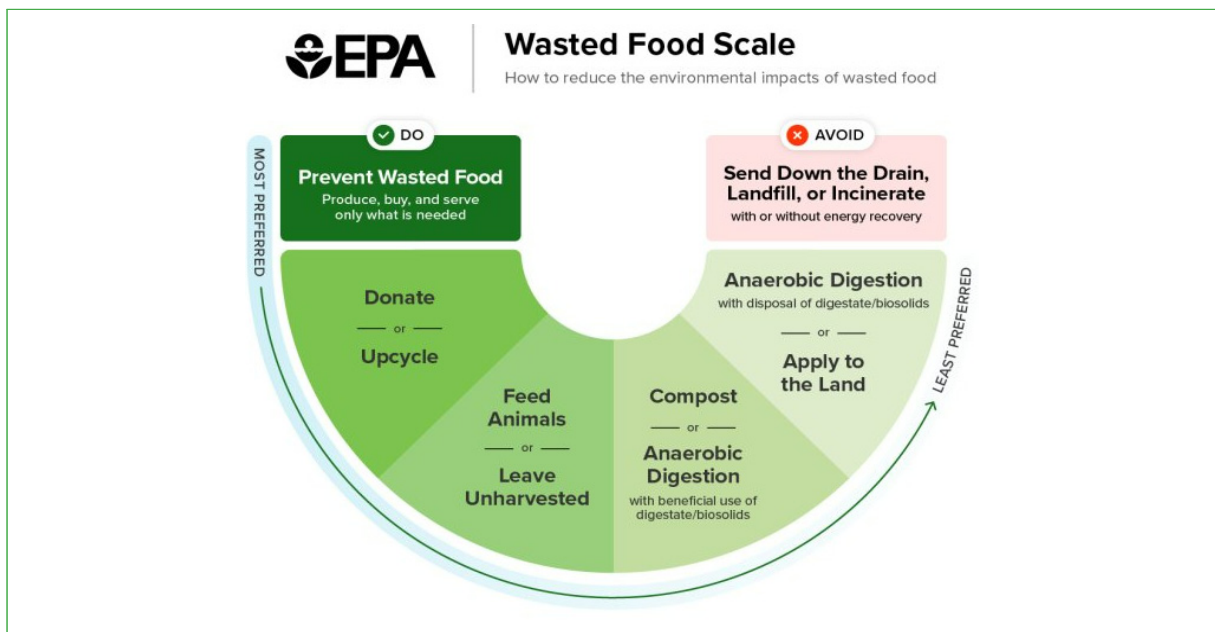 EPA
Wasted Food Scale
How to reduce the environmental impacts of wasted food
MOST PREFERRED
DO
Prevent Wasted Food
Produce, buy, and serve
only what is needed
Donate
or
Upcycle
Feed
Animals
or
Leave
Unharvested
Compost
or
Anaerobic
Digestion
with beneficial use of
digestate/biosolids
Anaerobic Digestion
with disposal of digestate/biosolids
or
Apply to
the Land
LEAST PREFERRED
AVOID
Send Down the Drain,
Landfill, or Incinerate
with or without energy recovery